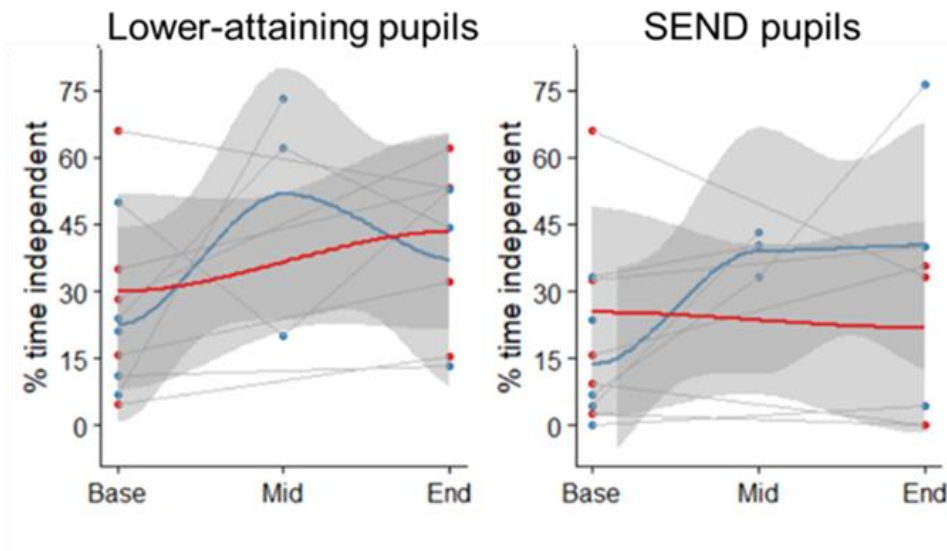 Lower-attaining pupils
% time independent
75
60
45
30
15
0
Base Mid End
SEND pupils
% time independent
75
60
45
30
15
0
Base Mid End